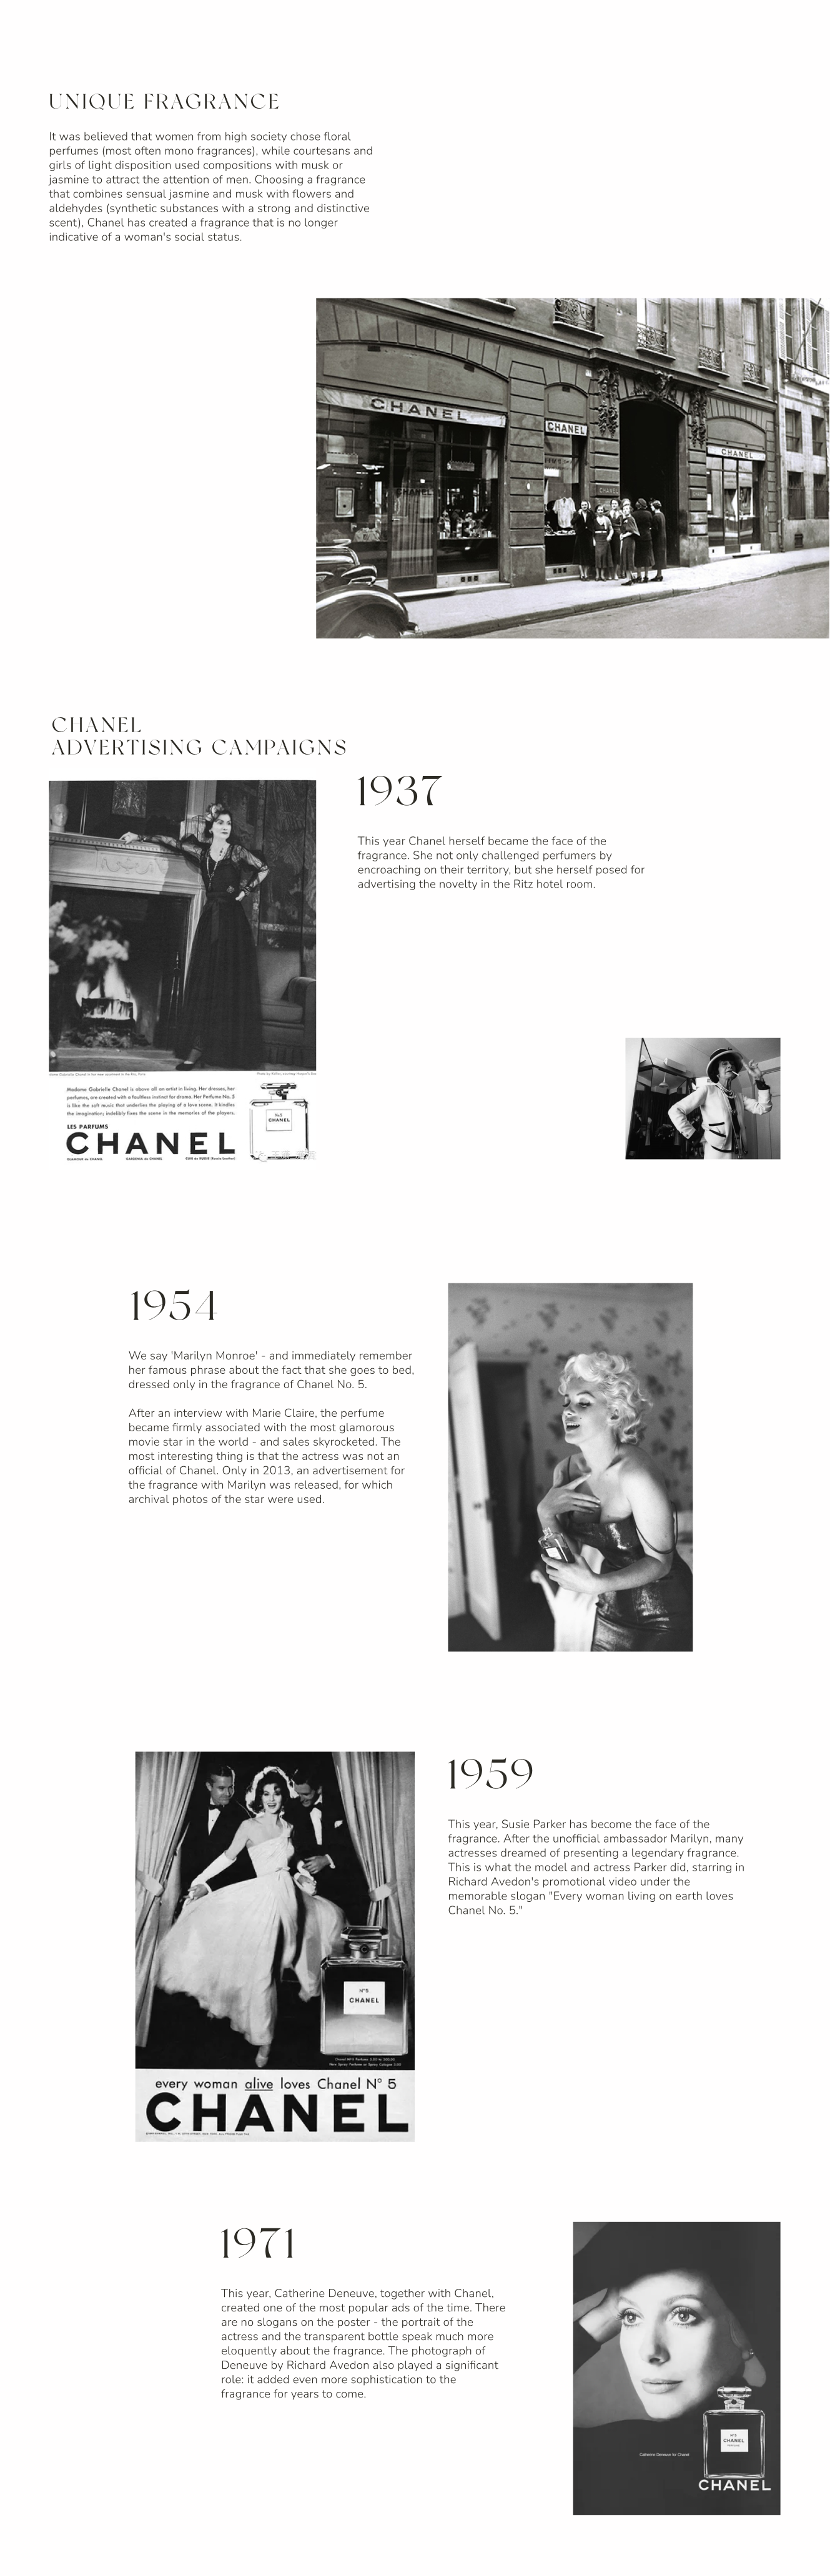 UNIQUE FRAGRANCE
It was believed that women from high society chose floral
perfumes (most often mono fragrances), while courtesans and
girls of light disposition used compositions with musk or
jasmine to attract the attention of men. Choosing a fragrance
that combines sensual jasmine and musk with flowers and
aldehydes (synthetic substances with a strong and distinctive
scent), Chanel has created a fragrance that is no longer
indicative of a woman's social status.
CHANEL
CHANEL
CHANEL
CHANEL
CHANEL
CHANEL
ADVERTISING CAMPAIGNS
1937
This year Chanel herself became the face of the
fragrance. She not only challenged perfumers by
encroaching on their territory, but she herself posed for
advertising the novelty in the Ritz hotel room.
Madame Gabrielle Chanel is above all an artist in living. Her dresses, her
perfumes, are created with a faultless instinct for drama. Her Perfume No. 5
is like the soft music that underlies the playing of a love scene. It kindles
the imagination; indelibly fixes the scene in the memories of the players.
LES PARFUMS
CHANEL
GLAMOUR de CHANEL GARDENIA de CHANEL CUIR de RUSSIE (Russia Leather)
CHANEL
1954
We say 'Marilyn Monroe' - and immediately remember
her famous phrase about the fact that she goes to bed,
dressed only in the fragrance of Chanel No. 5.
After an interview with Marie Claire, the perfume
became firmly associated with the most glamorous
movie star in the world - and sales skyrocketed. The
most interesting thing is that the actress was not an
official of Chanel. Only in 2013, an advertisement for
the fragrance with Marilyn was released, for which
archival photos of the star were used.
1959
This year, Susie Parker has become the face of the
fragrance. After the unofficial ambassador Marilyn, many
actresses dreamed of presenting a legendary fragrance.
This is what the model and actress Parker did, starring in
Richard Avedon's promotional video under the
memorable slogan "Every woman living on earth loves
Chanel No. 5."
N°5
CHANEL
every woman alive loves Chanel N° 5
CHANEL
1971
This year, Catherine Deneuve, together with Chanel,
created one of the most popular ads of the time. There
are no slogans on the poster - the portrait of the
actress and the transparent bottle speak much more
eloquently about the fragrance. The photograph of
Deneuve by Richard Avedon also played a significant
role: it added even more sophistication to the
fragrance for years to come.
N°5
CHANEL
Catherine Deneuve for Chanel
CHANEL